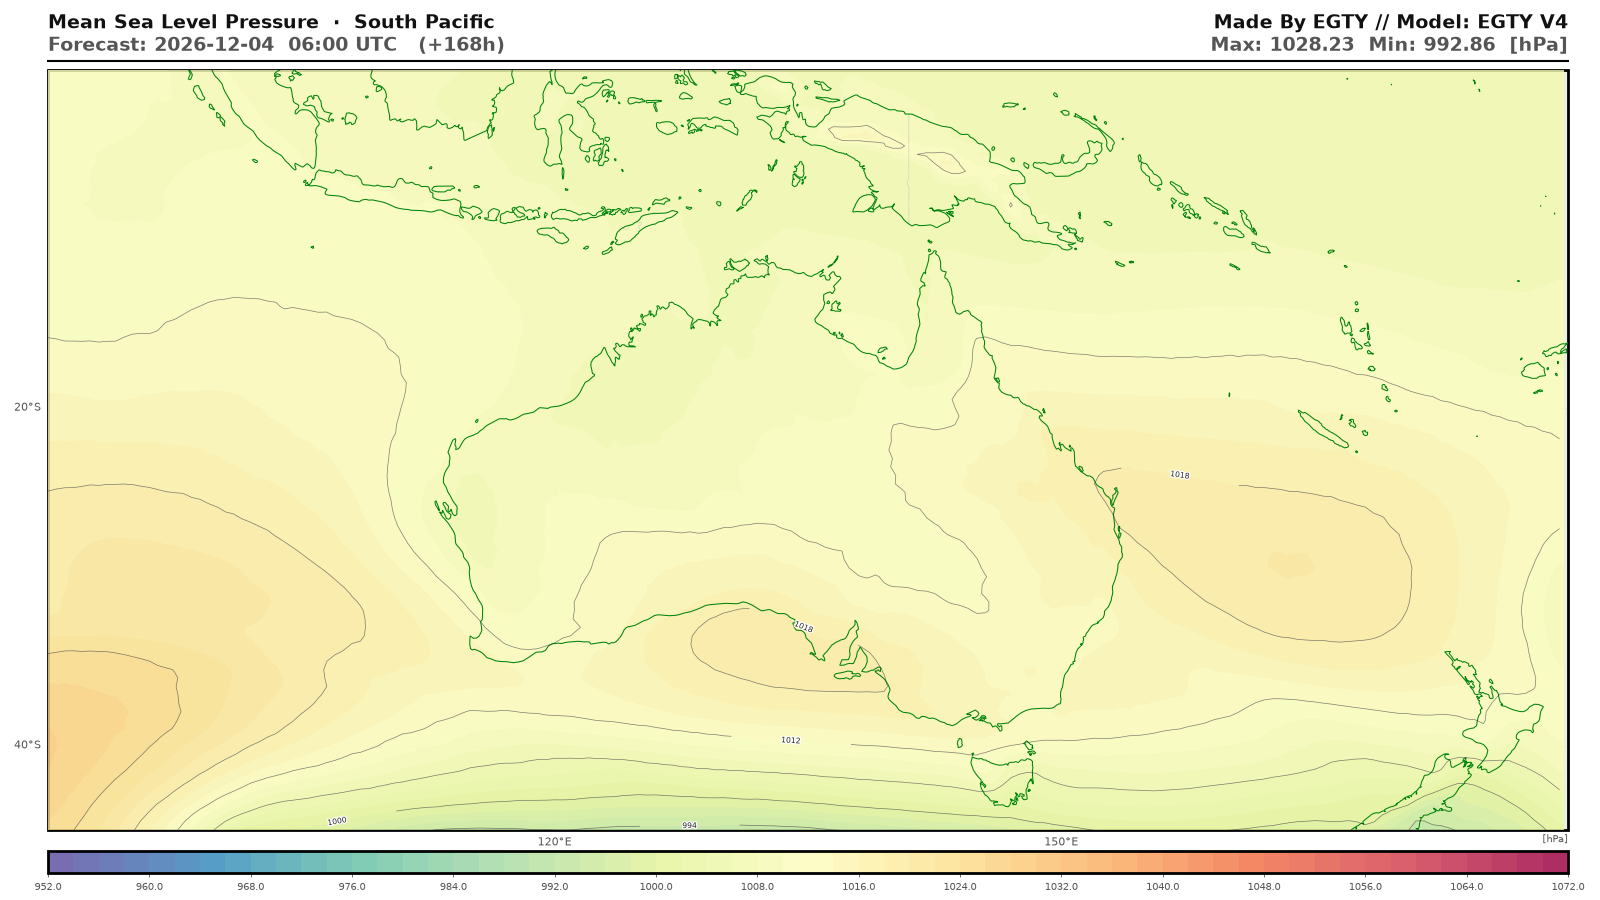 Mean Sea Level Pressure · South Pacific
Made By EGTY // Model: EGTY V4
Forecast: 2026-12-04 06:00 UTC (+168h)
Max: 1028.23 Min: 992.86 [hPa]
20°S
1018
1018
40°S
1012
1000
994
120°E
150°E
[hPa]
952.0 960.0 968.0 976.0 984.0 992.0 1000.0 1008.0 1016.0 1024.0 1032.0 1040.0 1048.0 1056.0 1064.0 1072.0